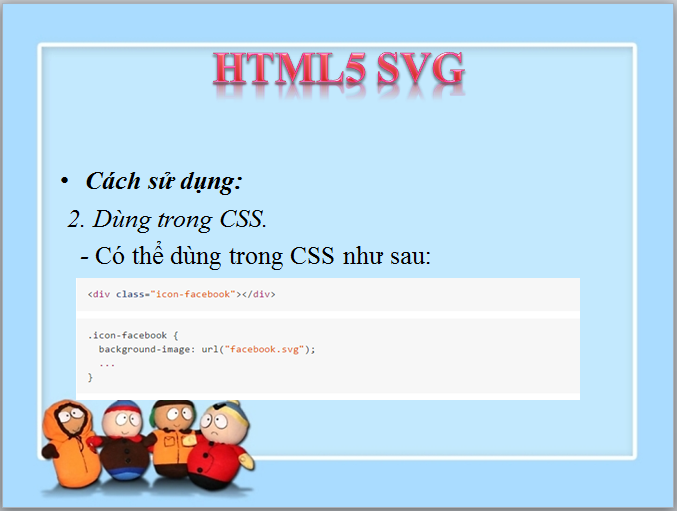 HTML5 SVG
• Cách sử dụng:
2. Dùng trong CSS.
- Có thể dùng trong CSS như sau:
<div class="icon-facebook"></div>
.icon-facebook {
background-image: url("facebook.svg");
...
}